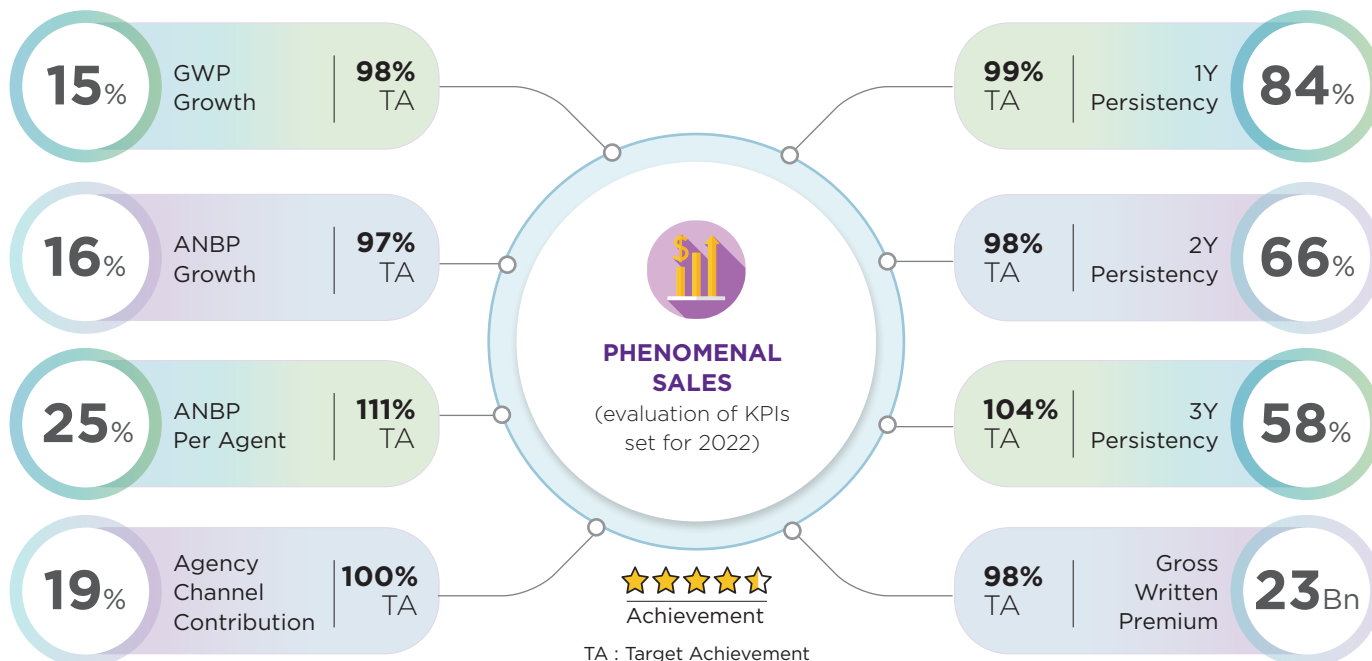 15%
GWP
Growth
98%
TA
16%
ANBP
Growth
97%
TA
25%
ANBP
Per Agent
111%
TA
19%
Agency
Channel
Contribution
100%
TA
$
PHENOMENAL
SALES
(evaluation of KPIs
set for 2022)
Achievement
TA : Target Achievement
99%
TA
1Y
Persistency
84%
98%
TA
2Y
Persistency
66%
104%
TA
3Y
Persistency
58%
98%
TA
Gross
Written
Premium
23Bn